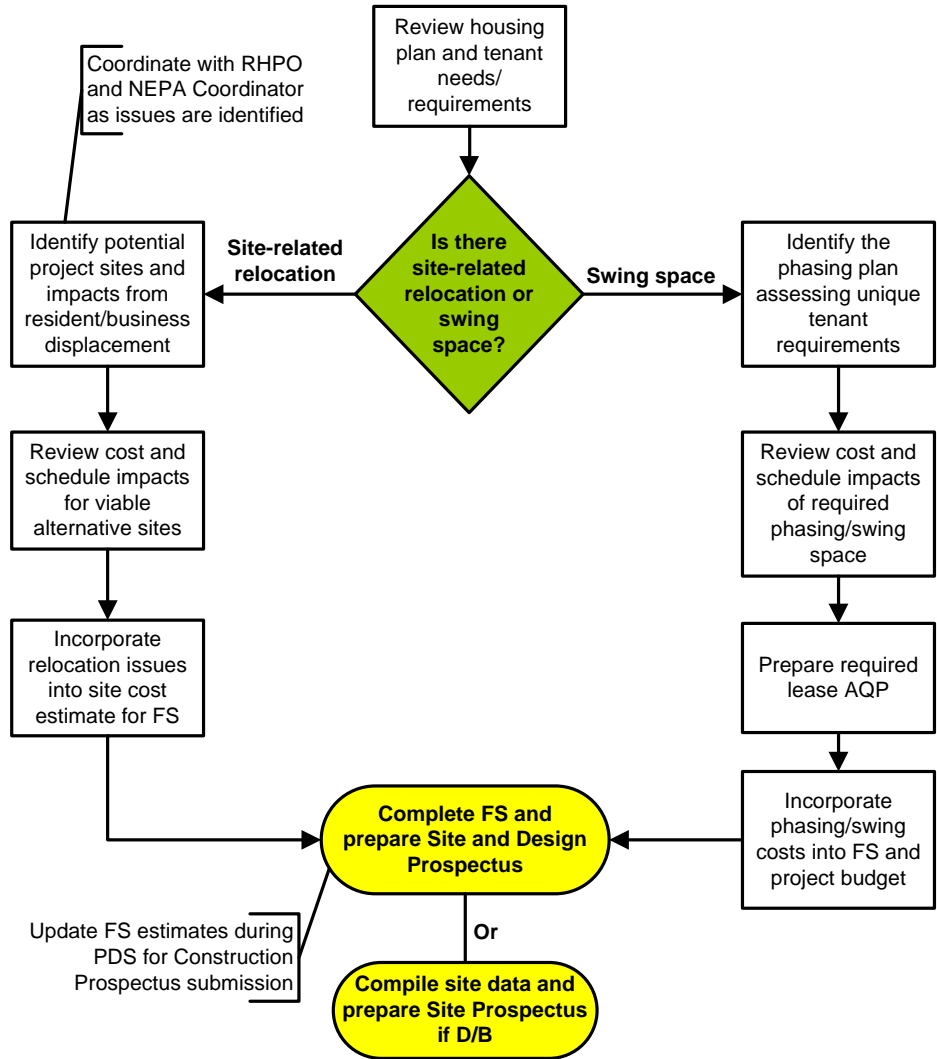 Review housing
plan and tenant
needs/
requirements
Coordinate with RHPO
and NEPA Coordinator
as issues are identified
Is there
site-related
relocation or
swing
space?
Site-related
relocation
Swing space
Identify potential
project sites and
impacts from
resident/business
displacement
Review cost and
schedule impacts
for viable
alternative sites
Incorporate
relocation issues
into site cost
estimate for FS
Identify the
phasing plan
assessing unique
tenant
requirements
Review cost and
schedule impacts
of required
phasing/swing
space
Prepare required
lease AQP
Incorporate
phasing/swing
costs into FS and
project budget
Complete FS and
prepare Site and Design
Prospectus
Update FS estimates during
PDS for Construction
Prospectus submission
Or
Compile site data and
prepare Site Prospectus
if D/B